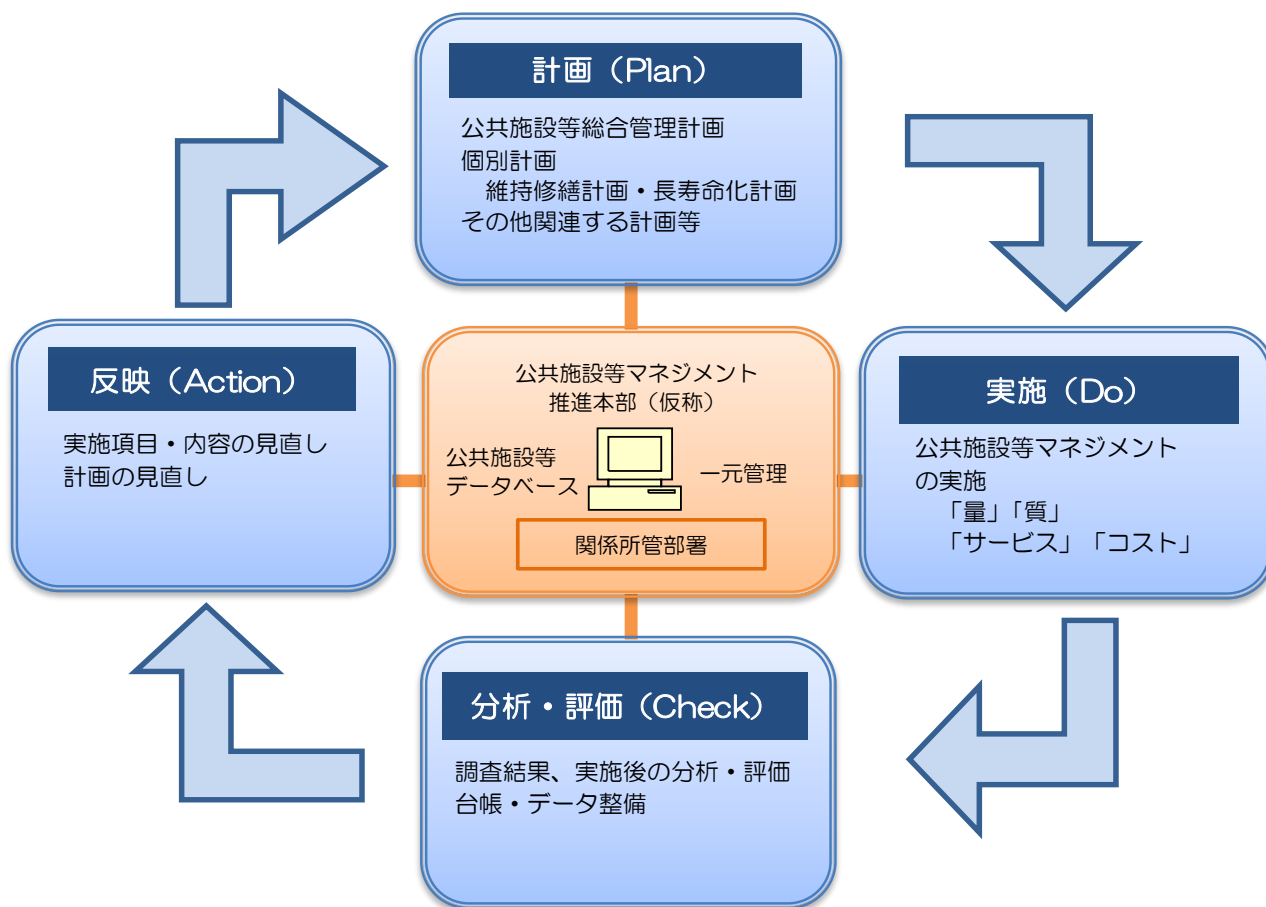 計画（Plan）
公共施設等総合管理計画
個別計画
維持修繕計画・長寿命化計画
その他関連する計画等
反映（Action）
実施項目・内容の見直し
計画の見直し
公共施設等マネジメント
推進本部（仮称）
公共施設等
データベース
一元管理
関係所管部署
実施（Do）
公共施設等マネジメント
の実施
「量」「質」
「サービス」「コスト」
分析・評価（Check）
調査結果、実施後の分析・評価
台帳・データ整備